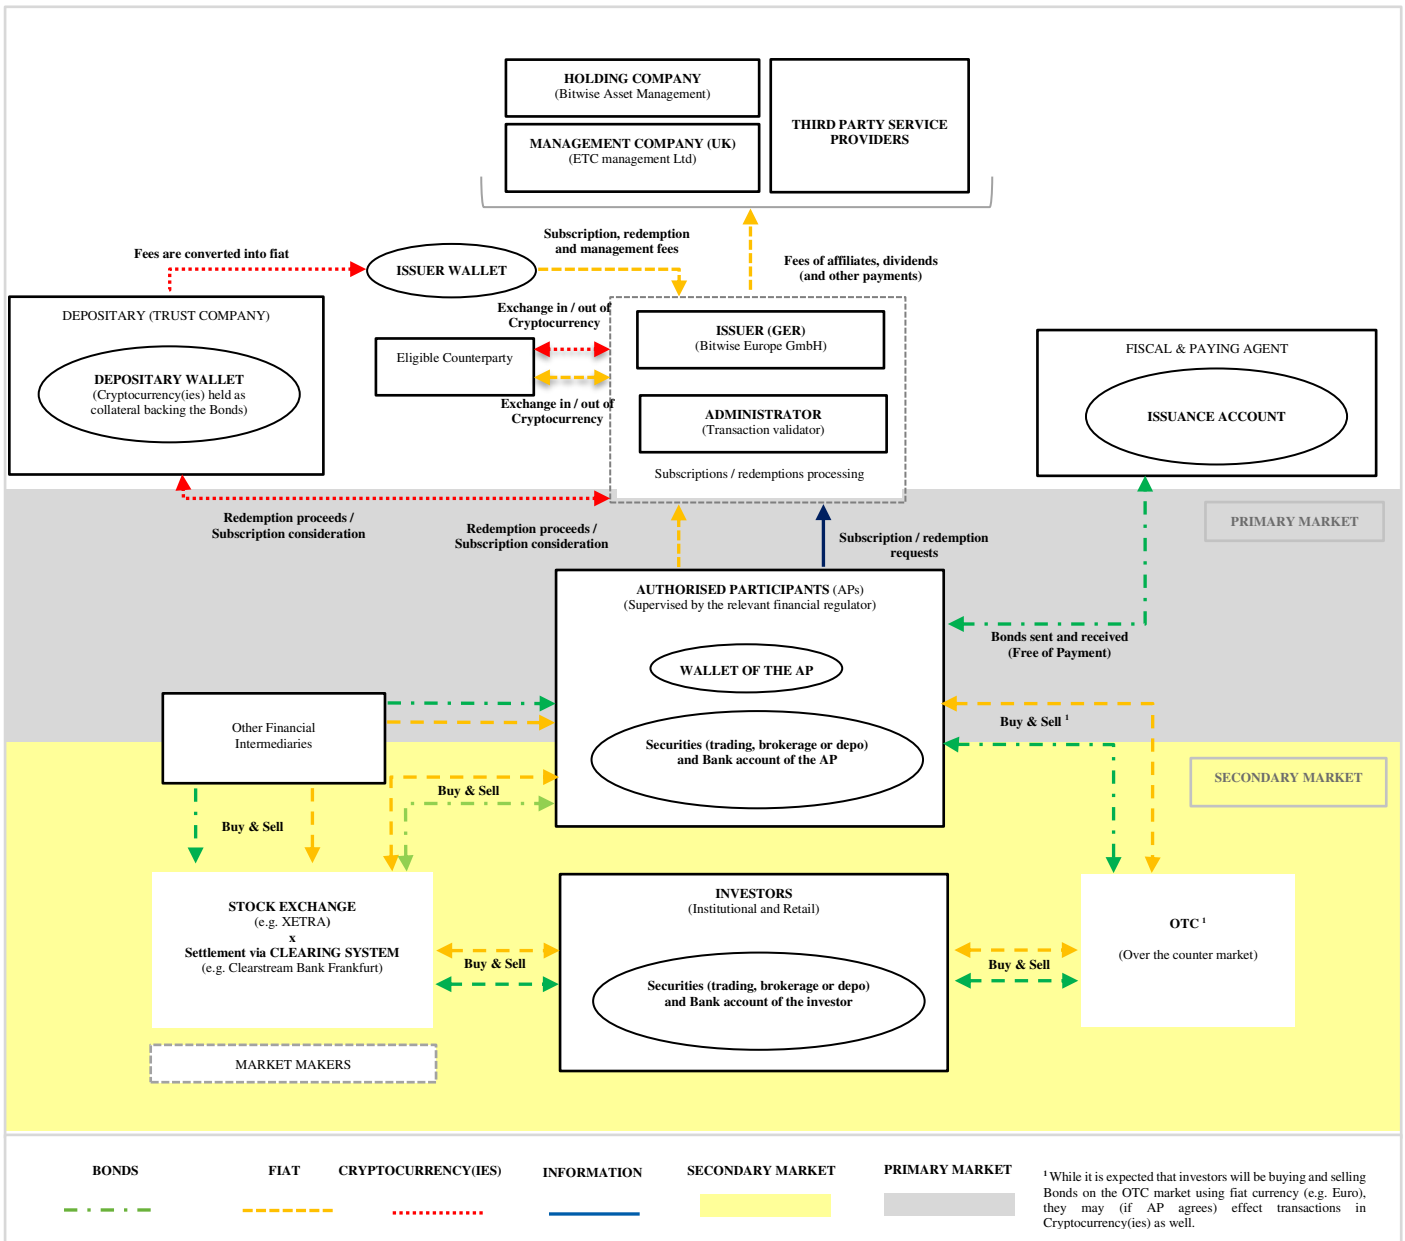 HOLDING COMPANY
(Bitwise Asset Management)
MANAGEMENT COMPANY (UK)
(ETC management Ltd)
THIRD PARTY SERVICE
PROVIDERS
Fees are converted into fiat
ISSUER WALLET
Subscription, redemption
and management fees
Fees of affiliates, dividends
(and other payments)
DEPOSITARY (TRUST COMPANY)
DEPOSITARY WALLET
(Cryptocurrency(ies) held as
collateral backing the Bonds)
Exchange in / out of
Cryptocurrency
Eligible Counterparty
Exchange in / out of
Cryptocurrency
ISSUER (GER)
(Bitwise Europe GmbH)
ADMINISTRATOR
(Transaction validator)
Subscriptions / redemptions processing
FISCAL & PAYING AGENT
ISSUANCE ACCOUNT
Redemption proceeds /
Subscription consideration
Redemption proceeds /
Subscription consideration
Subscription / redemption
requests
PRIMARY MARKET
AUTHORISED PARTICIPANTS (APs)
(Supervised by the relevant financial regulator)
WALLET OF THE AP
Securities (trading, brokerage or depo)
and Bank account of the AP
Bonds sent and received
(Free of Payment)
Other Financial
Intermediaries
Buy & Sell ¹
SECONDARY MARKET
Buy & Sell
Buy & Sell
STOCK EXCHANGE
(e.g. XETRA)
x
Settlement via CLEARING SYSTEM
(e.g. Clearstream Bank Frankfurt)
MARKET MAKERS
Buy & Sell
INVESTORS
(Institutional and Retail)
Securities (trading, brokerage or depo)
and Bank account of the investor
Buy & Sell
OTC ¹
(Over the counter market)
BONDS
FIAT
CRYPTOCURRENCY(IES)
INFORMATION
SECONDARY MARKET
PRIMARY MARKET
¹ While it is expected that investors will be buying and selling
Bonds on the OTC market using fiat currency (e.g. Euro),
they may (if AP agrees) effect transactions in
Cryptocurrency(ies) as well.